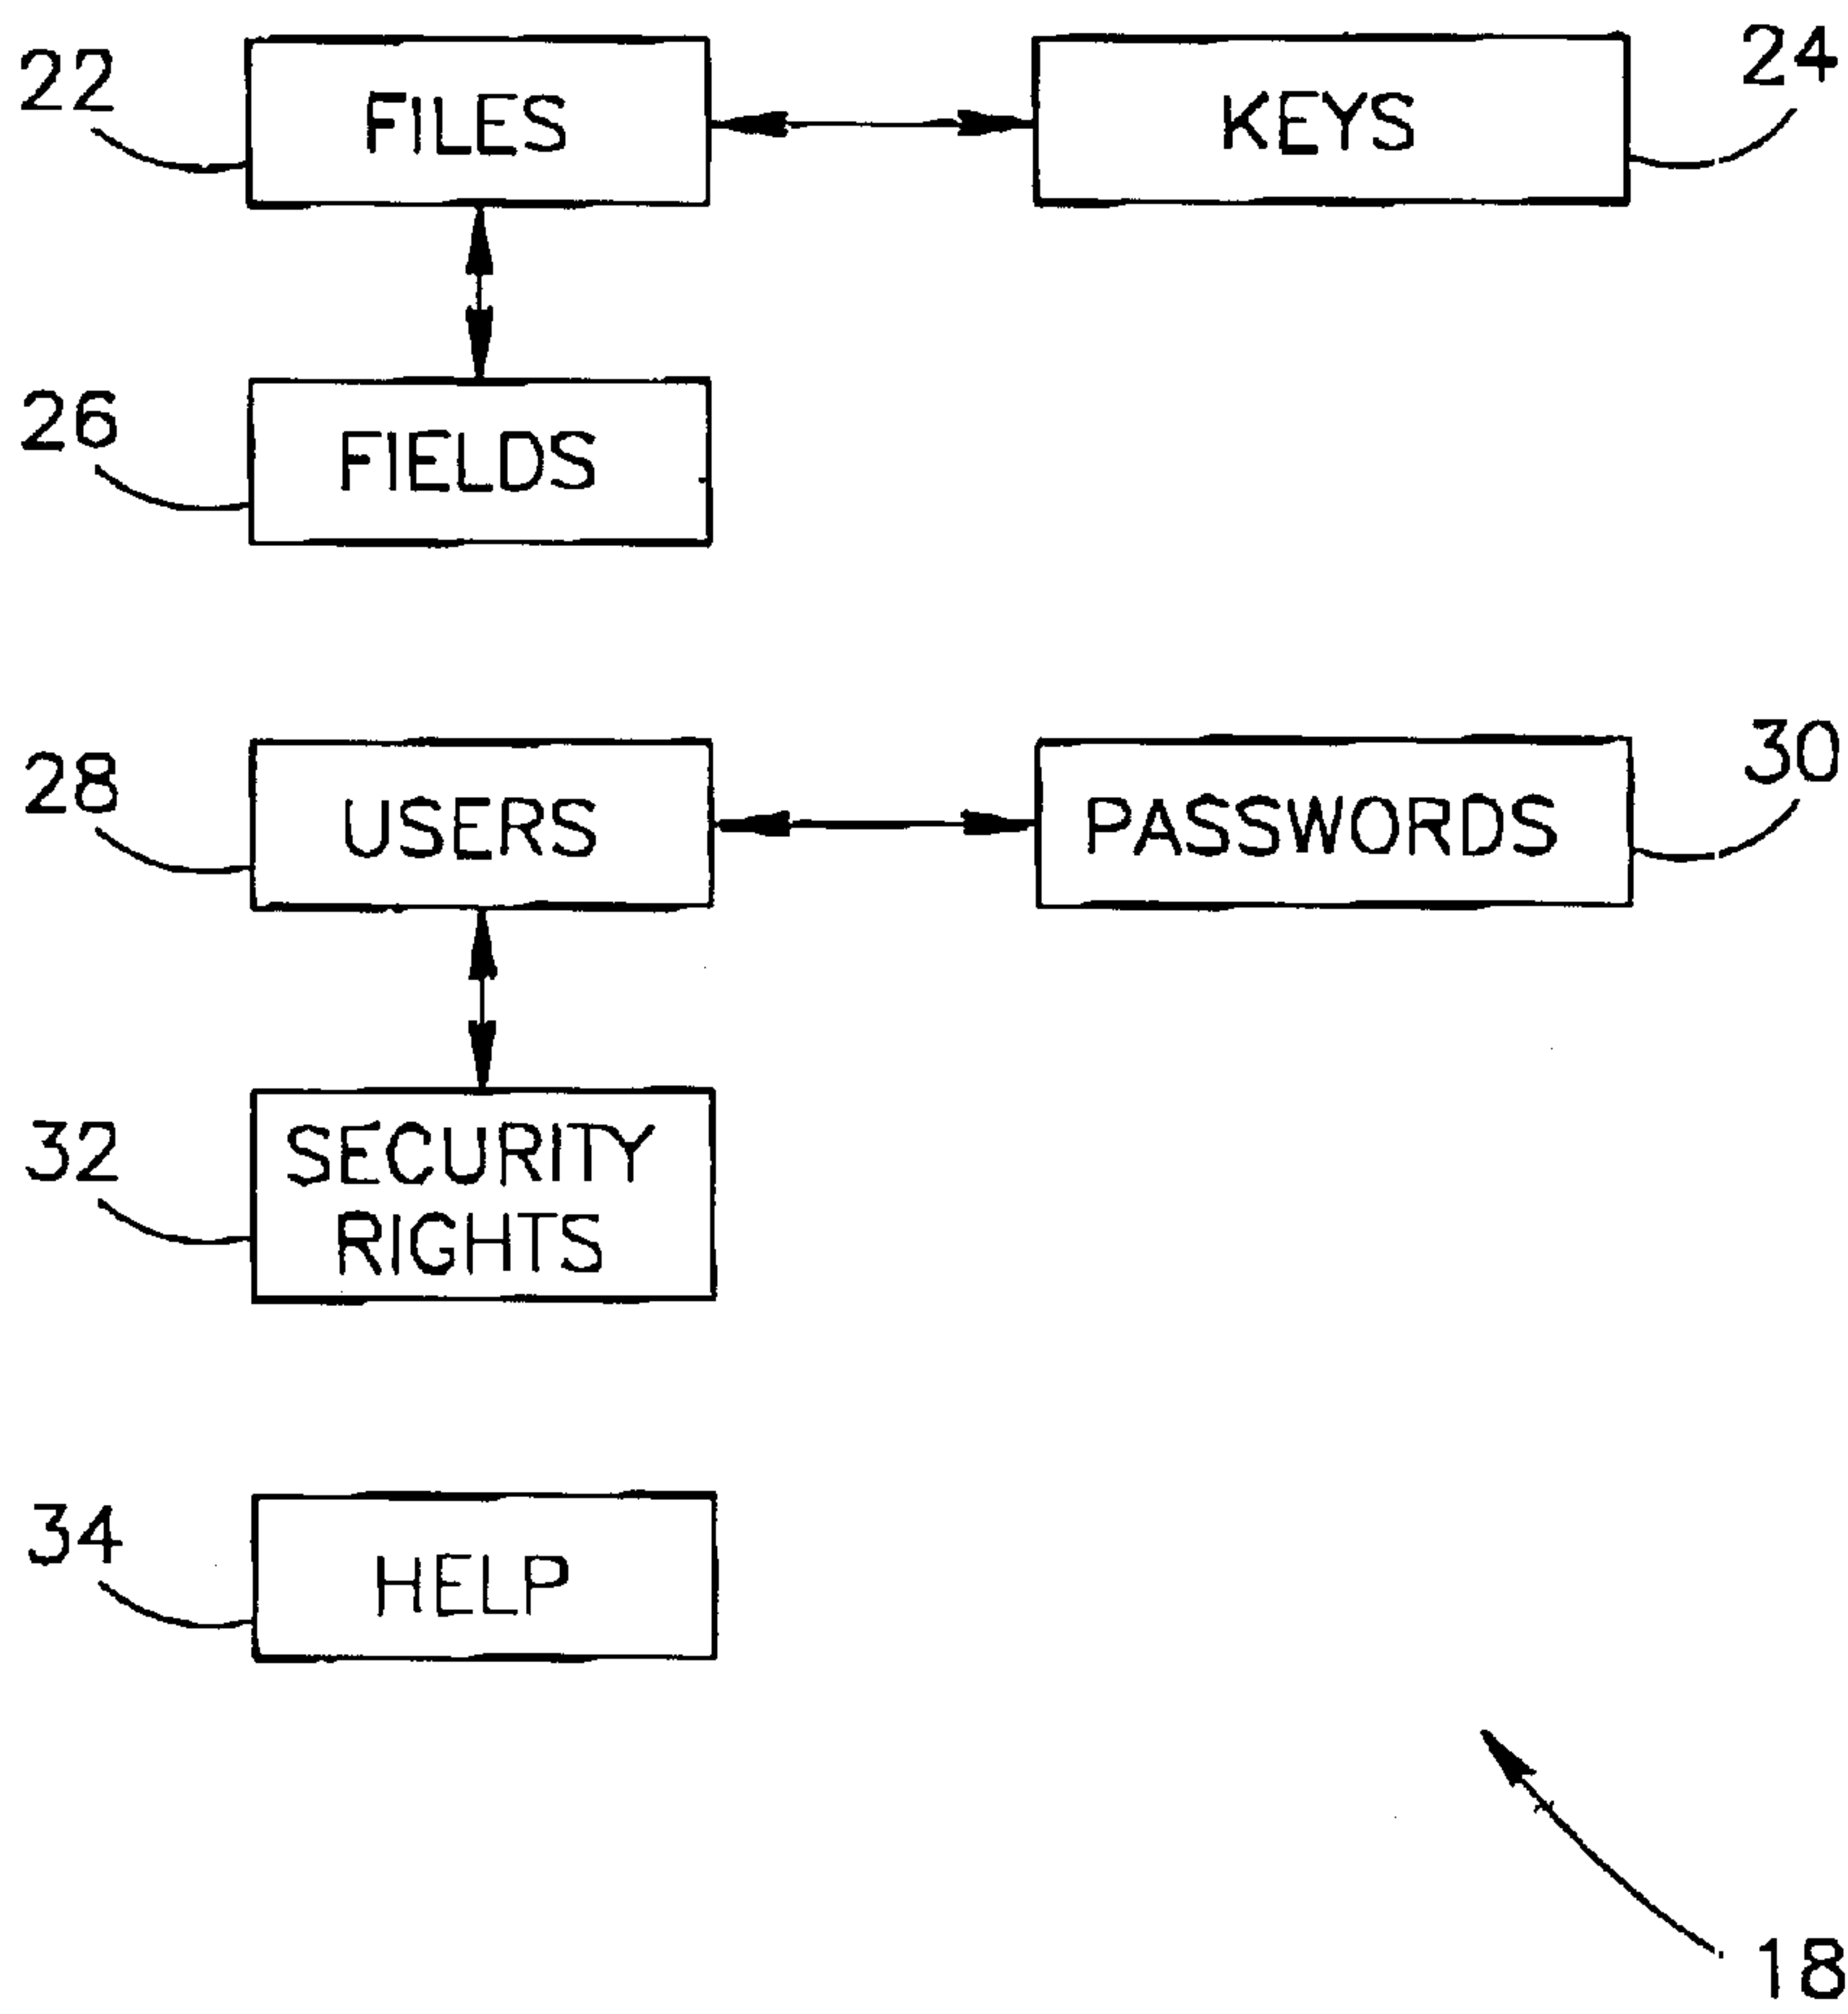 22
FILES
KEYS
24
26
FIELDS
28
USERS
PASSWORDS
30
32
SECURITY
RIGHTS
34
HELP
18